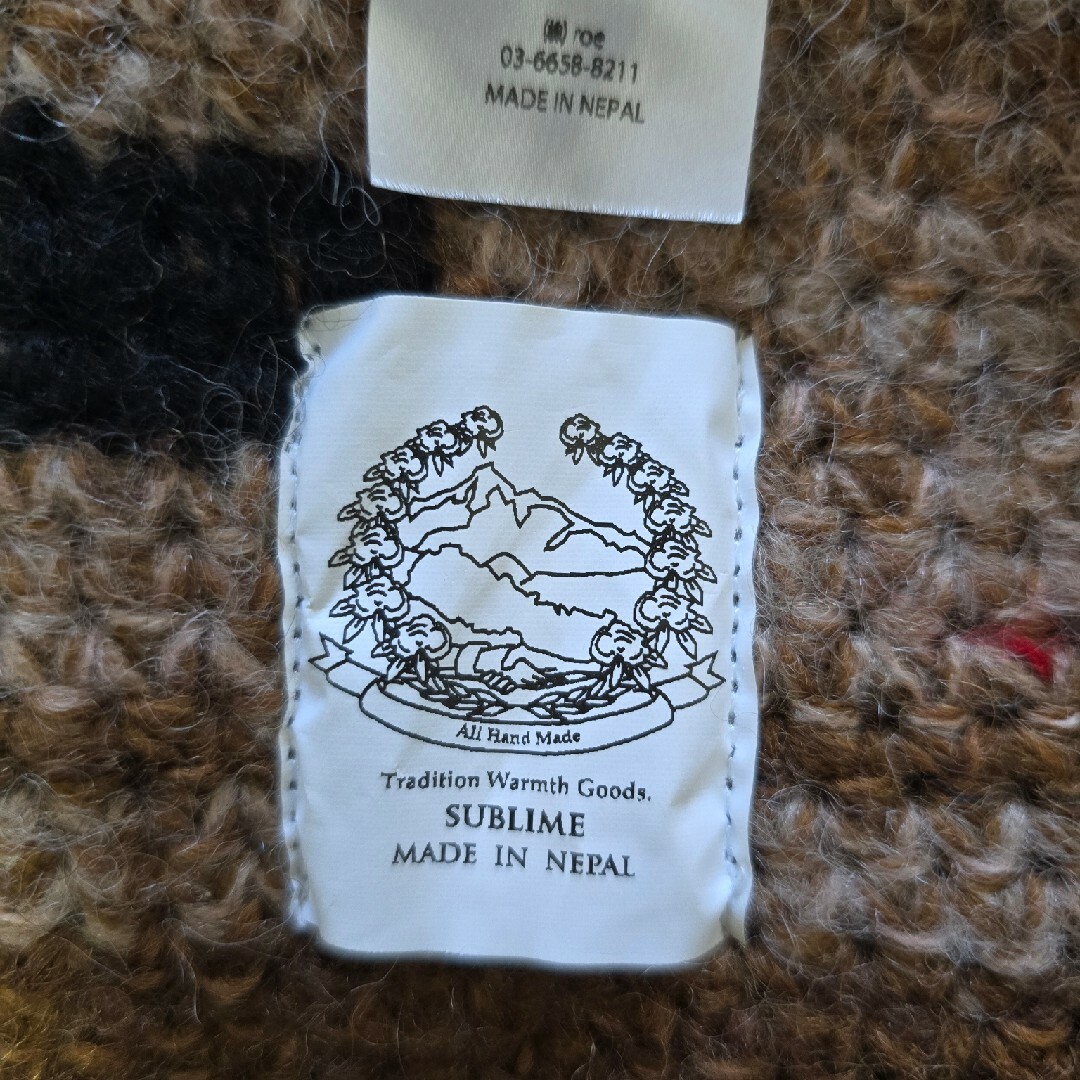 ㈱ roe
03-6658-8211
MADE IN NEPAL
All Hand Made
Tradition Warmth Goods.
SUBLIME
MADE IN NEPAL